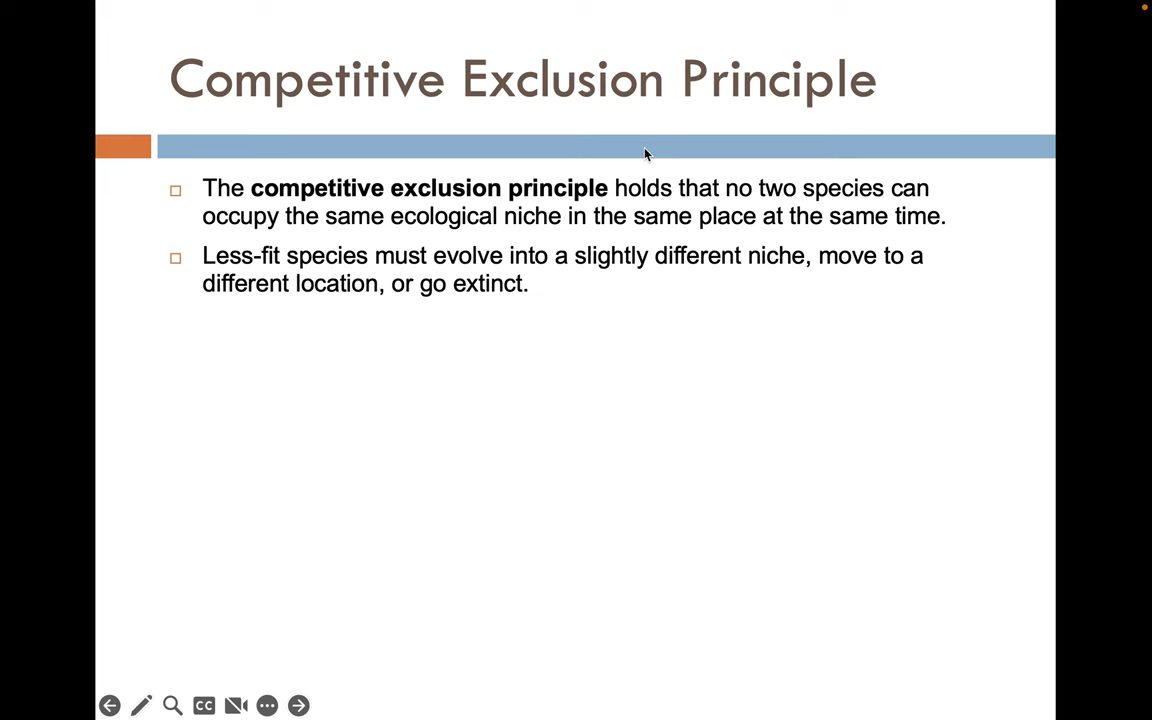 Competitive Exclusion Principle
The competitive exclusion principle holds that no two species can
occupy the same ecological niche in the same place at the same time.
Less-fit species must evolve into a slightly different niche, move to a
different location, or go extinct.
CC